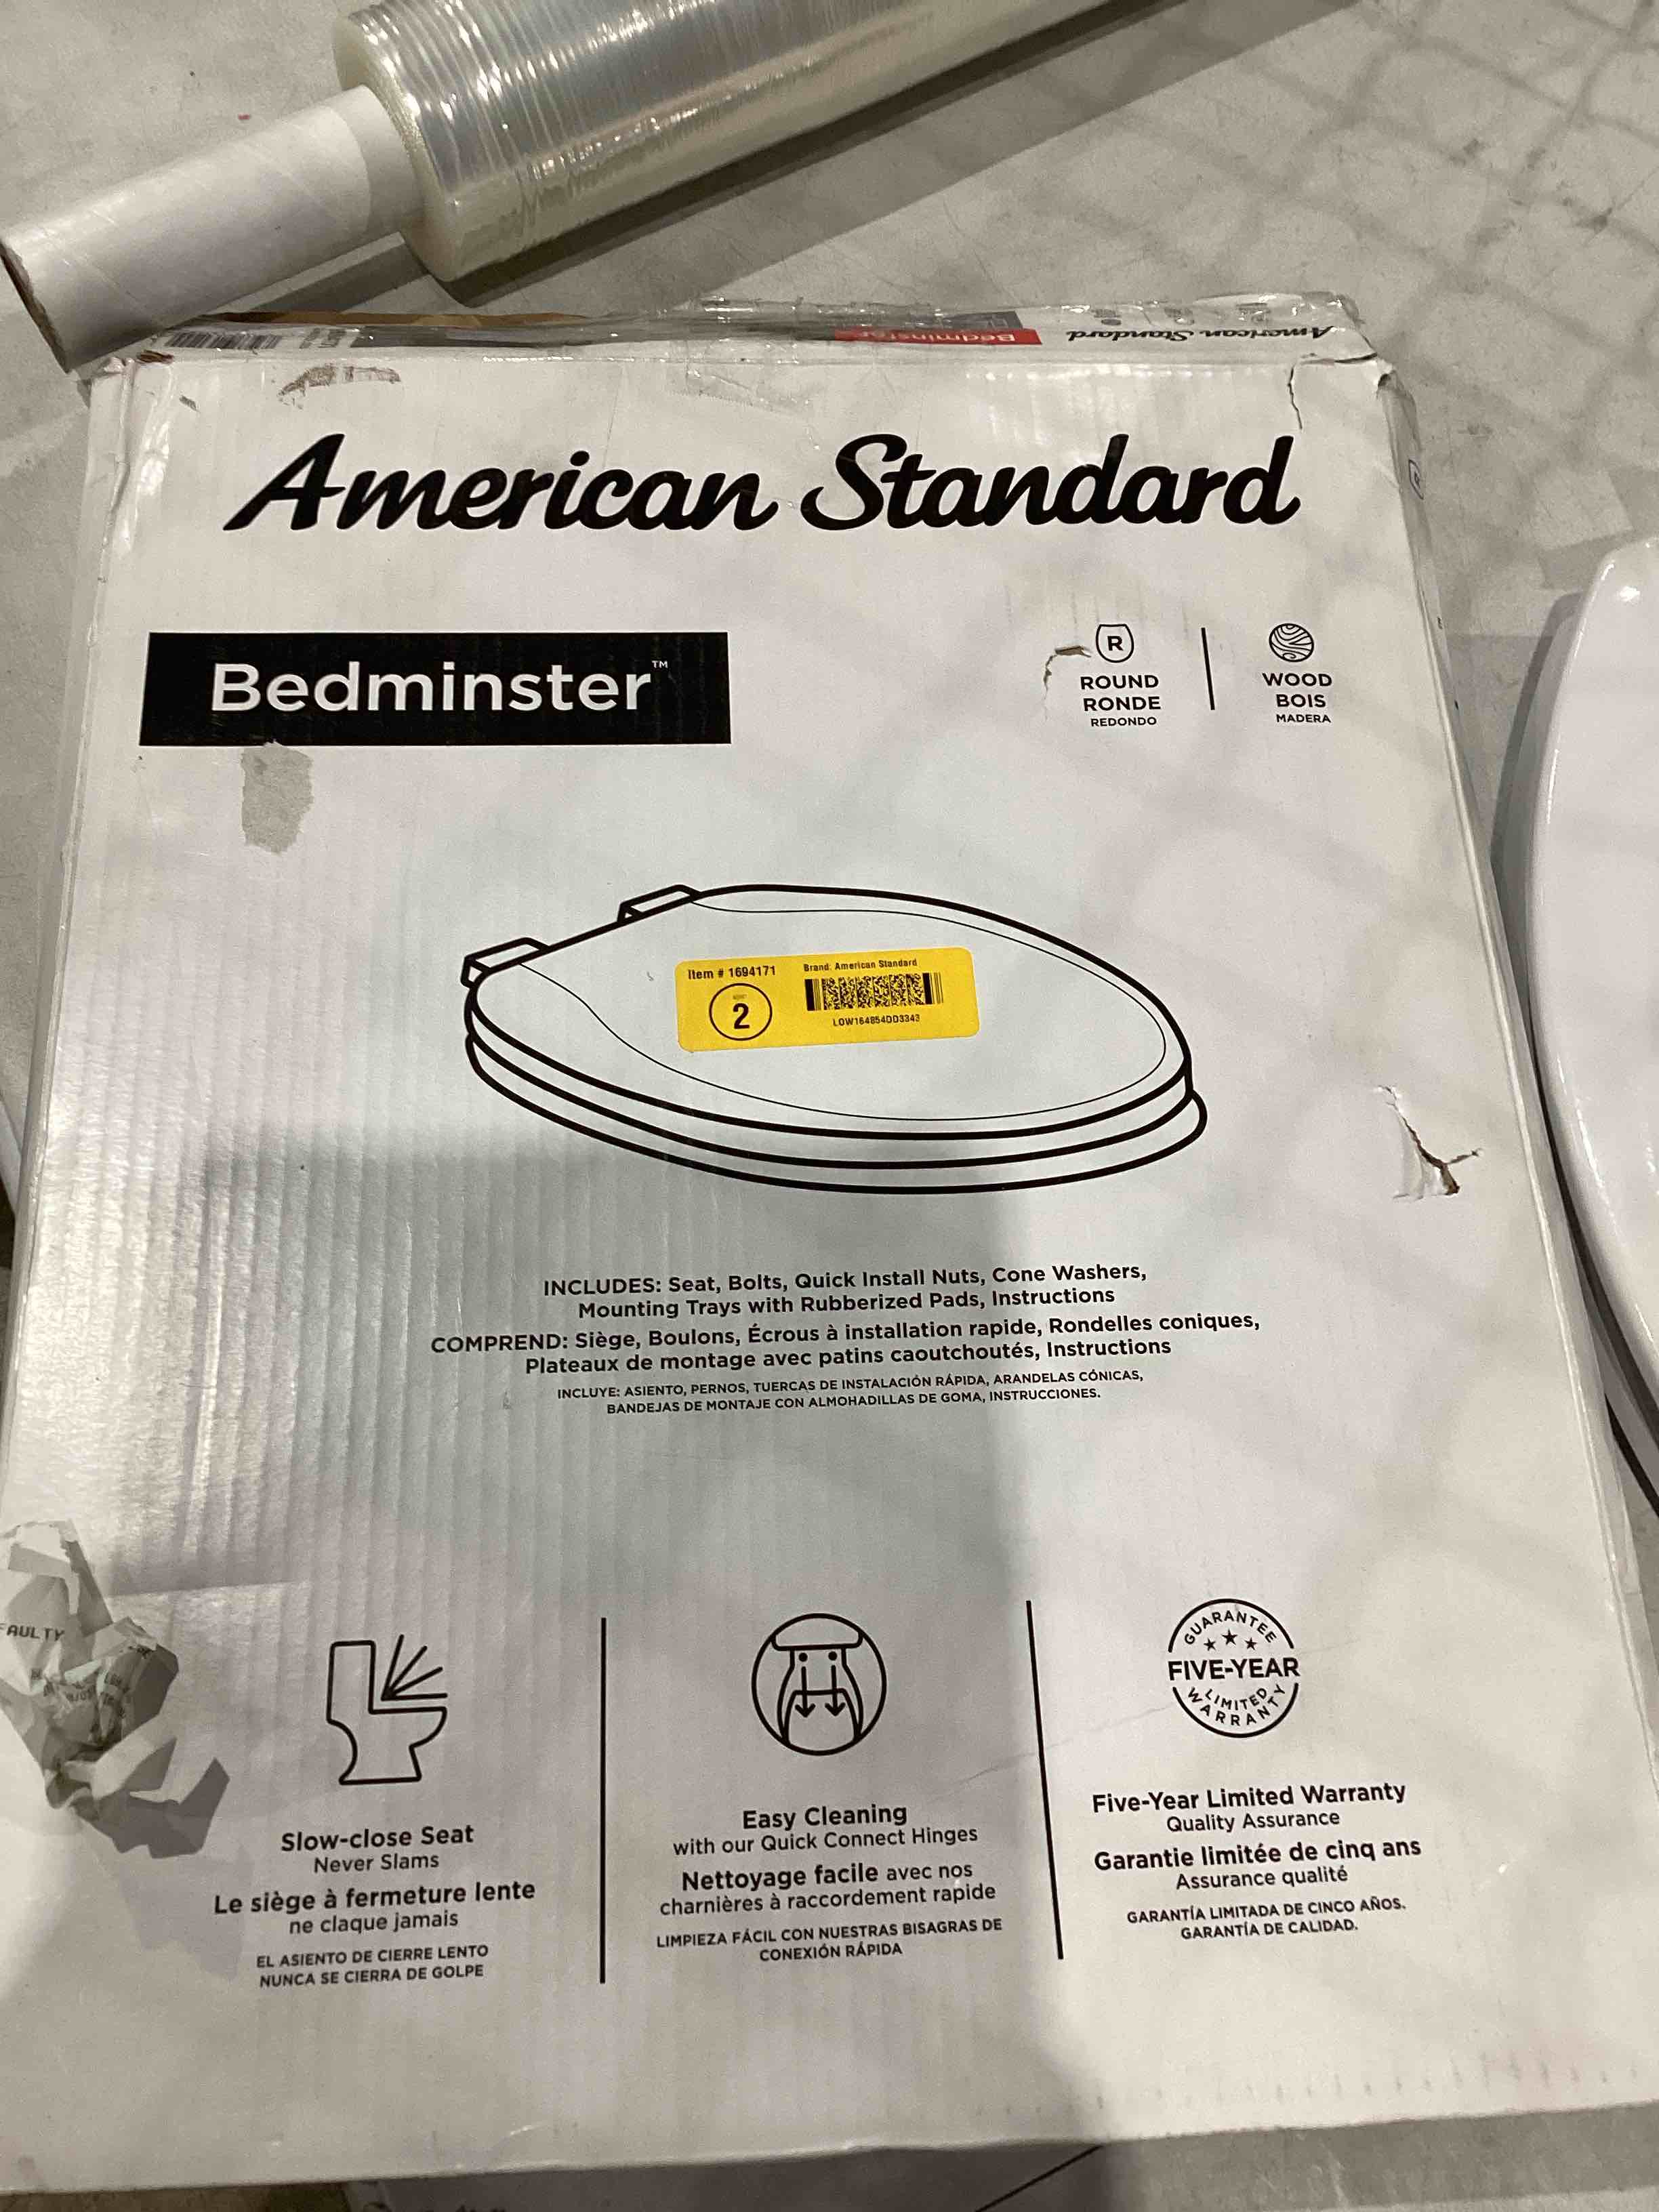 American Standard
Bedminster
American Standard
Bedminster™
R
ROUND
RONDE
REDONDO
WOOD
BOIS
MADERA
Item # 1694171
2
Brand: American Standard
LOW164854DD3343
INCLUDES: Seat, Bolts, Quick Install Nuts, Cone Washers,
Mounting Trays with Rubberized Pads, Instructions
COMPREND: Siège, Boulons, Écrous à installation rapide, Rondelles coniques,
Plateaux de montage avec patins caoutchoutés, Instructions
INCLUYE: ASIENTO, PERNOS, TUERCAS DE INSTALACIÓN RÁPIDA, ARANDELAS CÓNICAS,
BANDEJAS DE MONTAJE CON ALMOHADILLAS DE GOMA, INSTRUCCIONES.
FAULTY
Slow-close Seat
Never Slams
Le siège à fermeture lente
ne claque jamais
EL ASIENTO DE CIERRE LENTO
NUNCA SE CIERRA DE GOLPE
Easy Cleaning
with our Quick Connect Hinges
Nettoyage facile avec nos
charnières à raccordement rapide
LIMPIEZA FÁCIL CON NUESTRAS BISAGRAS DE
CONEXIÓN RÁPIDA
GUARANTEE
FIVE-YEAR
LIMITED
WARRANTY
Five-Year Limited Warranty
Quality Assurance
Garantie limitée de cinq ans
Assurance qualité
GARANTÍA LIMITADA DE CINCO AÑOS.
GARANTÍA DE CALIDAD.